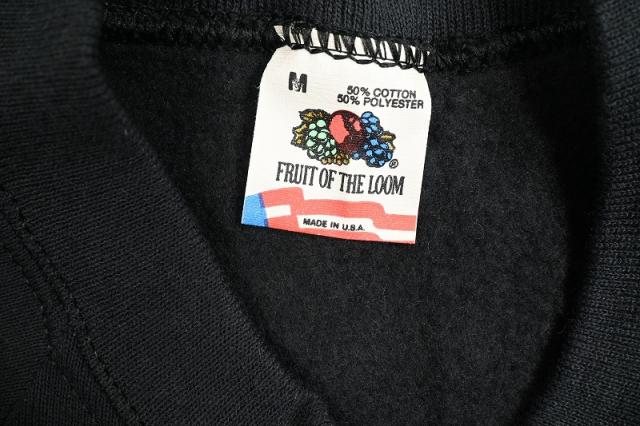 M
50% COTTON
50% POLYESTER
®
FRUIT OF THE LOOM
MADE IN U.S.A.